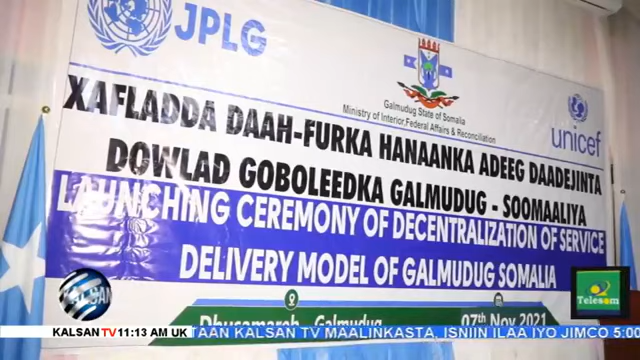 JPLG
Galmudug State of Somalia
Ministry of Interior,Federal Affairs & Reconciliation
unicef
XAFLADDA DAAH-FURKA HANAANKA ADEEG DAADEJINTA
DOWLAD GOBOLEEDKA GALMUDUG - SOOMAALIYA
LAUNCHING CEREMONY OF DECENTRALIZATION OF SERVICE
DELIVERY MODEL OF GALMUDUG SOMALIA
Dhusamareb Galmudug 07th Nov 2021
KALSAN
Telesom
KALSAN TV 11:13 AM UK TAAN KALSAN TV MAALINKASTA, ISNIIN ILAA IYO JIMCO 5:00